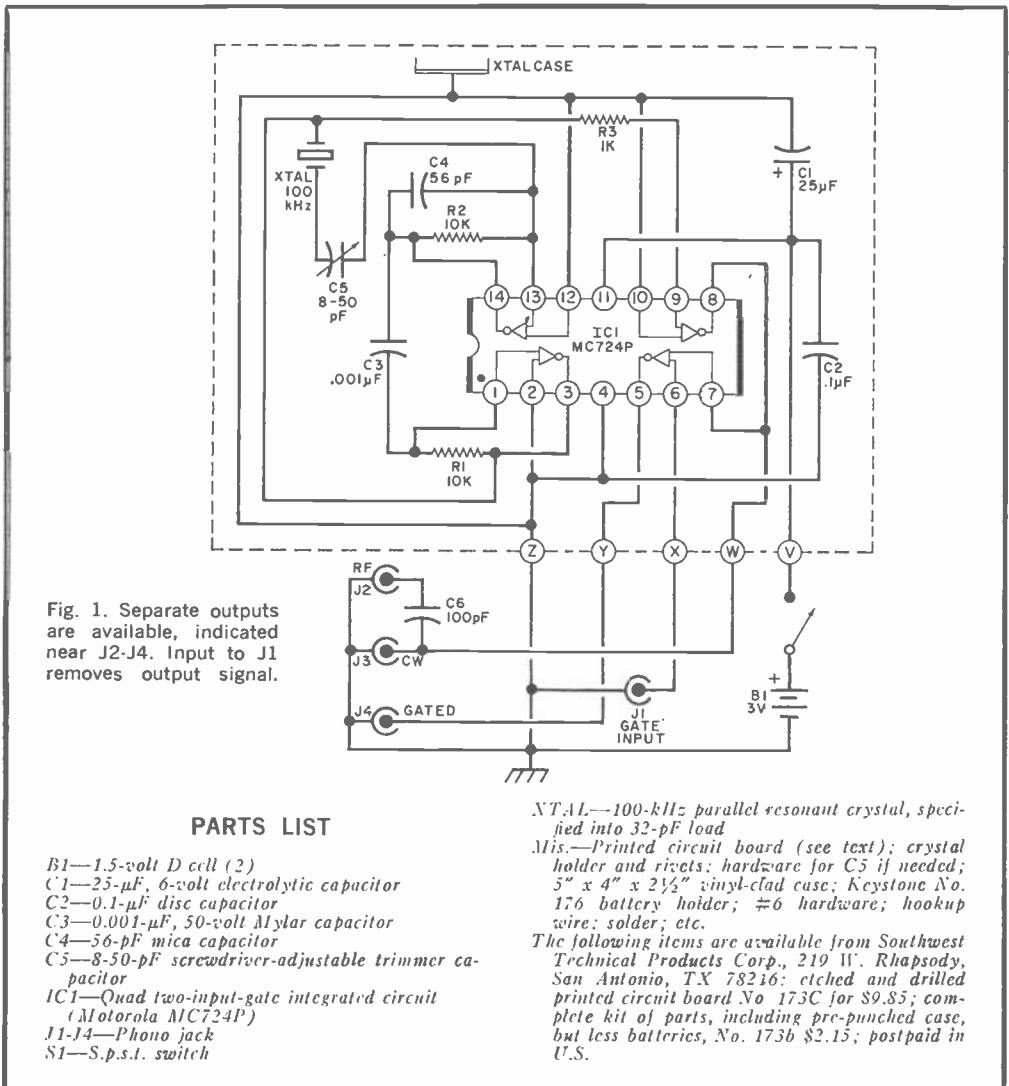 XTAL CASE
R3
1K
C1
25µF
+
XTAL
100
kHz
C4
56 pF
R2
10K
C5
8-50
pF
14 13 12 11 10 9 8
IC1
MC724P
C3
.001µF
C2
.1µF
1 2 3 4 5 6 7
R1
10K
Z Y X W V
RF
J2
C6
100pF
J3 CW
J4 GATED
J1
GATE
INPUT
+
B1
3V
Fig. 1. Separate outputs
are available, indicated
near J2-J4. Input to J1
removes output signal.
PARTS LIST
B1—1.5-volt D cell (2)
C1—25-µF, 6-volt electrolytic capacitor
C2—0.1-µF disc capacitor
C3—0.001-µF, 50-volt Mylar capacitor
C4—56-pF mica capacitor
C5—8-50-pF screwdriver-adjustable trimmer ca-
pacitor
IC1—Quad two-input-gate integrated circuit
(Motorola MC724P)
J1-J4—Phono jack
S1—S.p.s.t. switch
XTAL—100-kHz parallel resonant crystal, speci-
fied into 32-pF load
Mis.—Printed circuit board (see text); crystal
holder and rivets; hardware for C5 if needed;
5" x 4" x 2½" vinyl-clad case; Keystone No.
176 battery holder; #6 hardware; hookup
wire; solder; etc.
The following items are available from Southwest
Technical Products Corp., 219 W. Rhapsody,
San Antonio, TX 78216: etched and drilled
printed circuit board No 173C for $9.85; com-
plete kit of parts, including pre-punched case,
but less batteries, No. 173b $2.15; postpaid in
U.S.